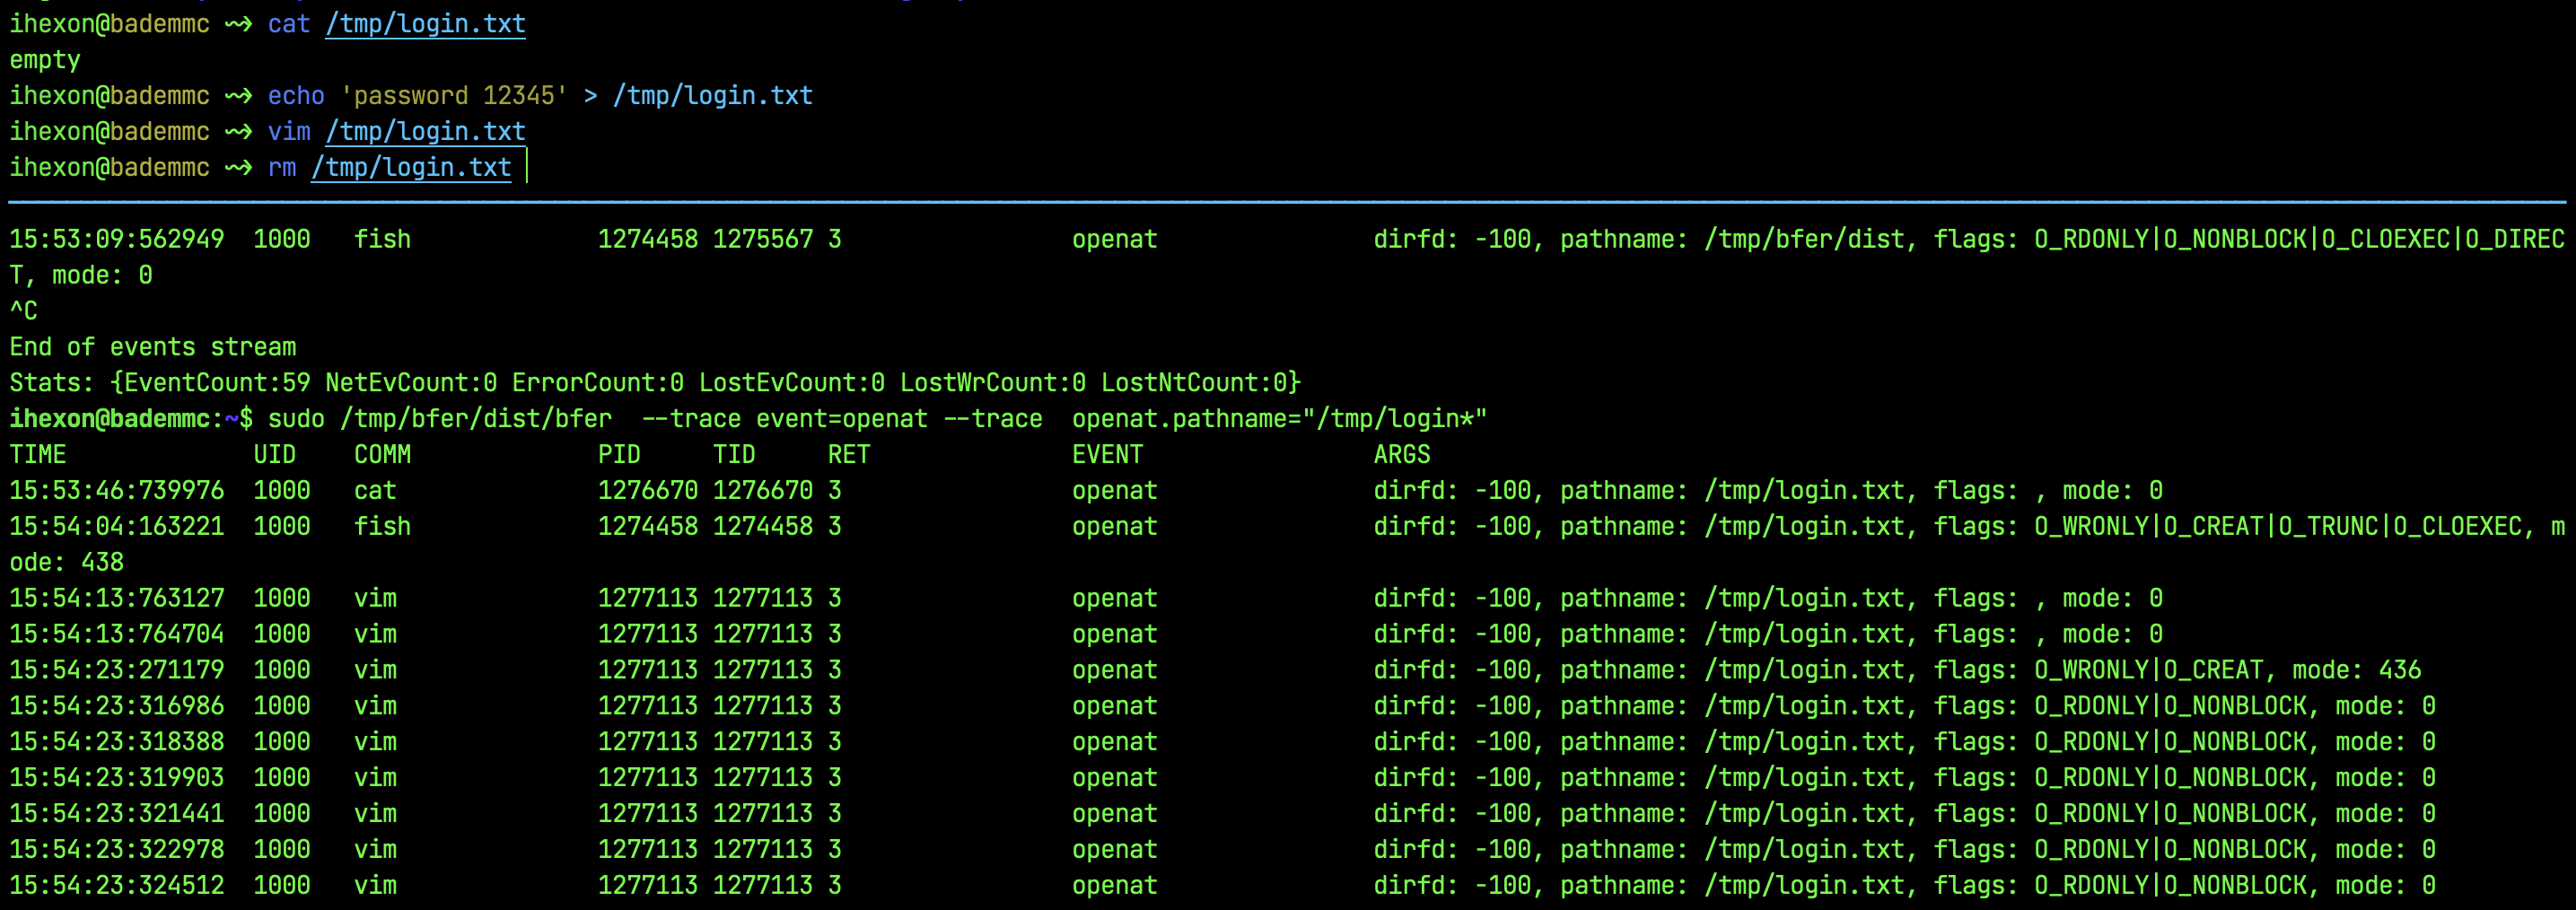 ihexon@bademmc ⇝ cat /tmp/login.txt
empty
ihexon@bademmc ⇝ echo 'password 12345' > /tmp/login.txt
ihexon@bademmc ⇝ vim /tmp/login.txt
ihexon@bademmc ⇝ rm /tmp/login.txt
15:53:09:562949  1000   fish             1274458 1275567 3                openat               dirfd: -100, pathname: /tmp/bfer/dist, flags: O_RDONLY|O_NONBLOCK|O_CLOEXEC|O_DIREC
T, mode: 0
^C
End of events stream
Stats: {EventCount:59 NetEvCount:0 ErrorCount:0 LostEvCount:0 LostWrCount:0 LostNtCount:0}
ihexon@bademmc:~$ sudo /tmp/bfer/dist/bfer  --trace event=openat --trace  openat.pathname="/tmp/login*"
TIME             UID    COMM             PID     TID     RET              EVENT                ARGS
15:53:46:739976  1000   cat              1276670 1276670 3                openat               dirfd: -100, pathname: /tmp/login.txt, flags: , mode: 0
15:54:04:163221  1000   fish             1274458 1274458 3                openat               dirfd: -100, pathname: /tmp/login.txt, flags: O_WRONLY|O_CREAT|O_TRUNC|O_CLOEXEC, m
ode: 438
15:54:13:763127  1000   vim              1277113 1277113 3                openat               dirfd: -100, pathname: /tmp/login.txt, flags: , mode: 0
15:54:13:764704  1000   vim              1277113 1277113 3                openat               dirfd: -100, pathname: /tmp/login.txt, flags: , mode: 0
15:54:23:271179  1000   vim              1277113 1277113 3                openat               dirfd: -100, pathname: /tmp/login.txt, flags: O_WRONLY|O_CREAT, mode: 436
15:54:23:316986  1000   vim              1277113 1277113 3                openat               dirfd: -100, pathname: /tmp/login.txt, flags: O_RDONLY|O_NONBLOCK, mode: 0
15:54:23:318388  1000   vim              1277113 1277113 3                openat               dirfd: -100, pathname: /tmp/login.txt, flags: O_RDONLY|O_NONBLOCK, mode: 0
15:54:23:319903  1000   vim              1277113 1277113 3                openat               dirfd: -100, pathname: /tmp/login.txt, flags: O_RDONLY|O_NONBLOCK, mode: 0
15:54:23:321441  1000   vim              1277113 1277113 3                openat               dirfd: -100, pathname: /tmp/login.txt, flags: O_RDONLY|O_NONBLOCK, mode: 0
15:54:23:322978  1000   vim              1277113 1277113 3                openat               dirfd: -100, pathname: /tmp/login.txt, flags: O_RDONLY|O_NONBLOCK, mode: 0
15:54:23:324512  1000   vim              1277113 1277113 3                openat               dirfd: -100, pathname: /tmp/login.txt, flags: O_RDONLY|O_NONBLOCK, mode: 0